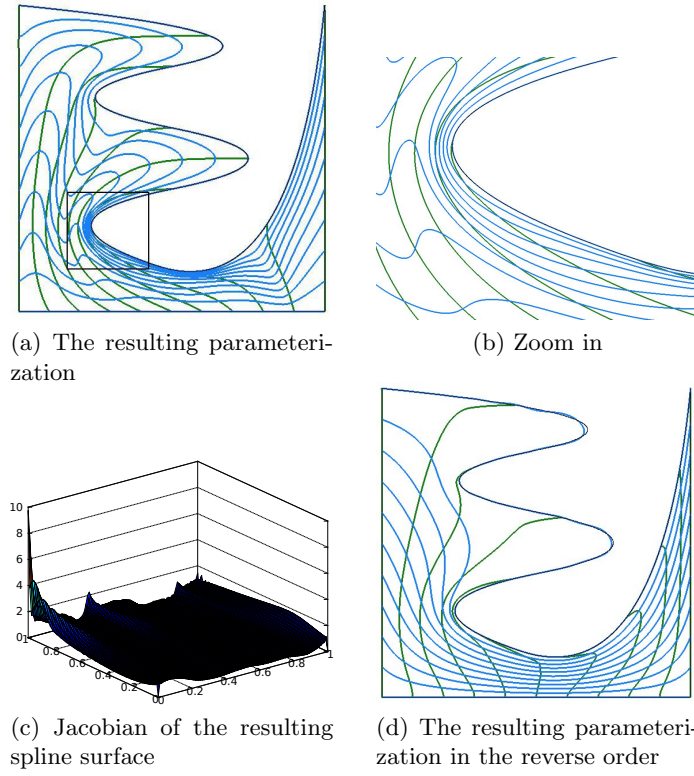 (a) The resulting parameteri-
zation
(b) Zoom in
10
8
6
4
2
0
1
0.8
0.6
0.4
0.2
0
0
0.2
0.4
0.6
0.8
1
(c) Jacobian of the resulting
spline surface
(d) The resulting parameteri-
zation in the reverse order